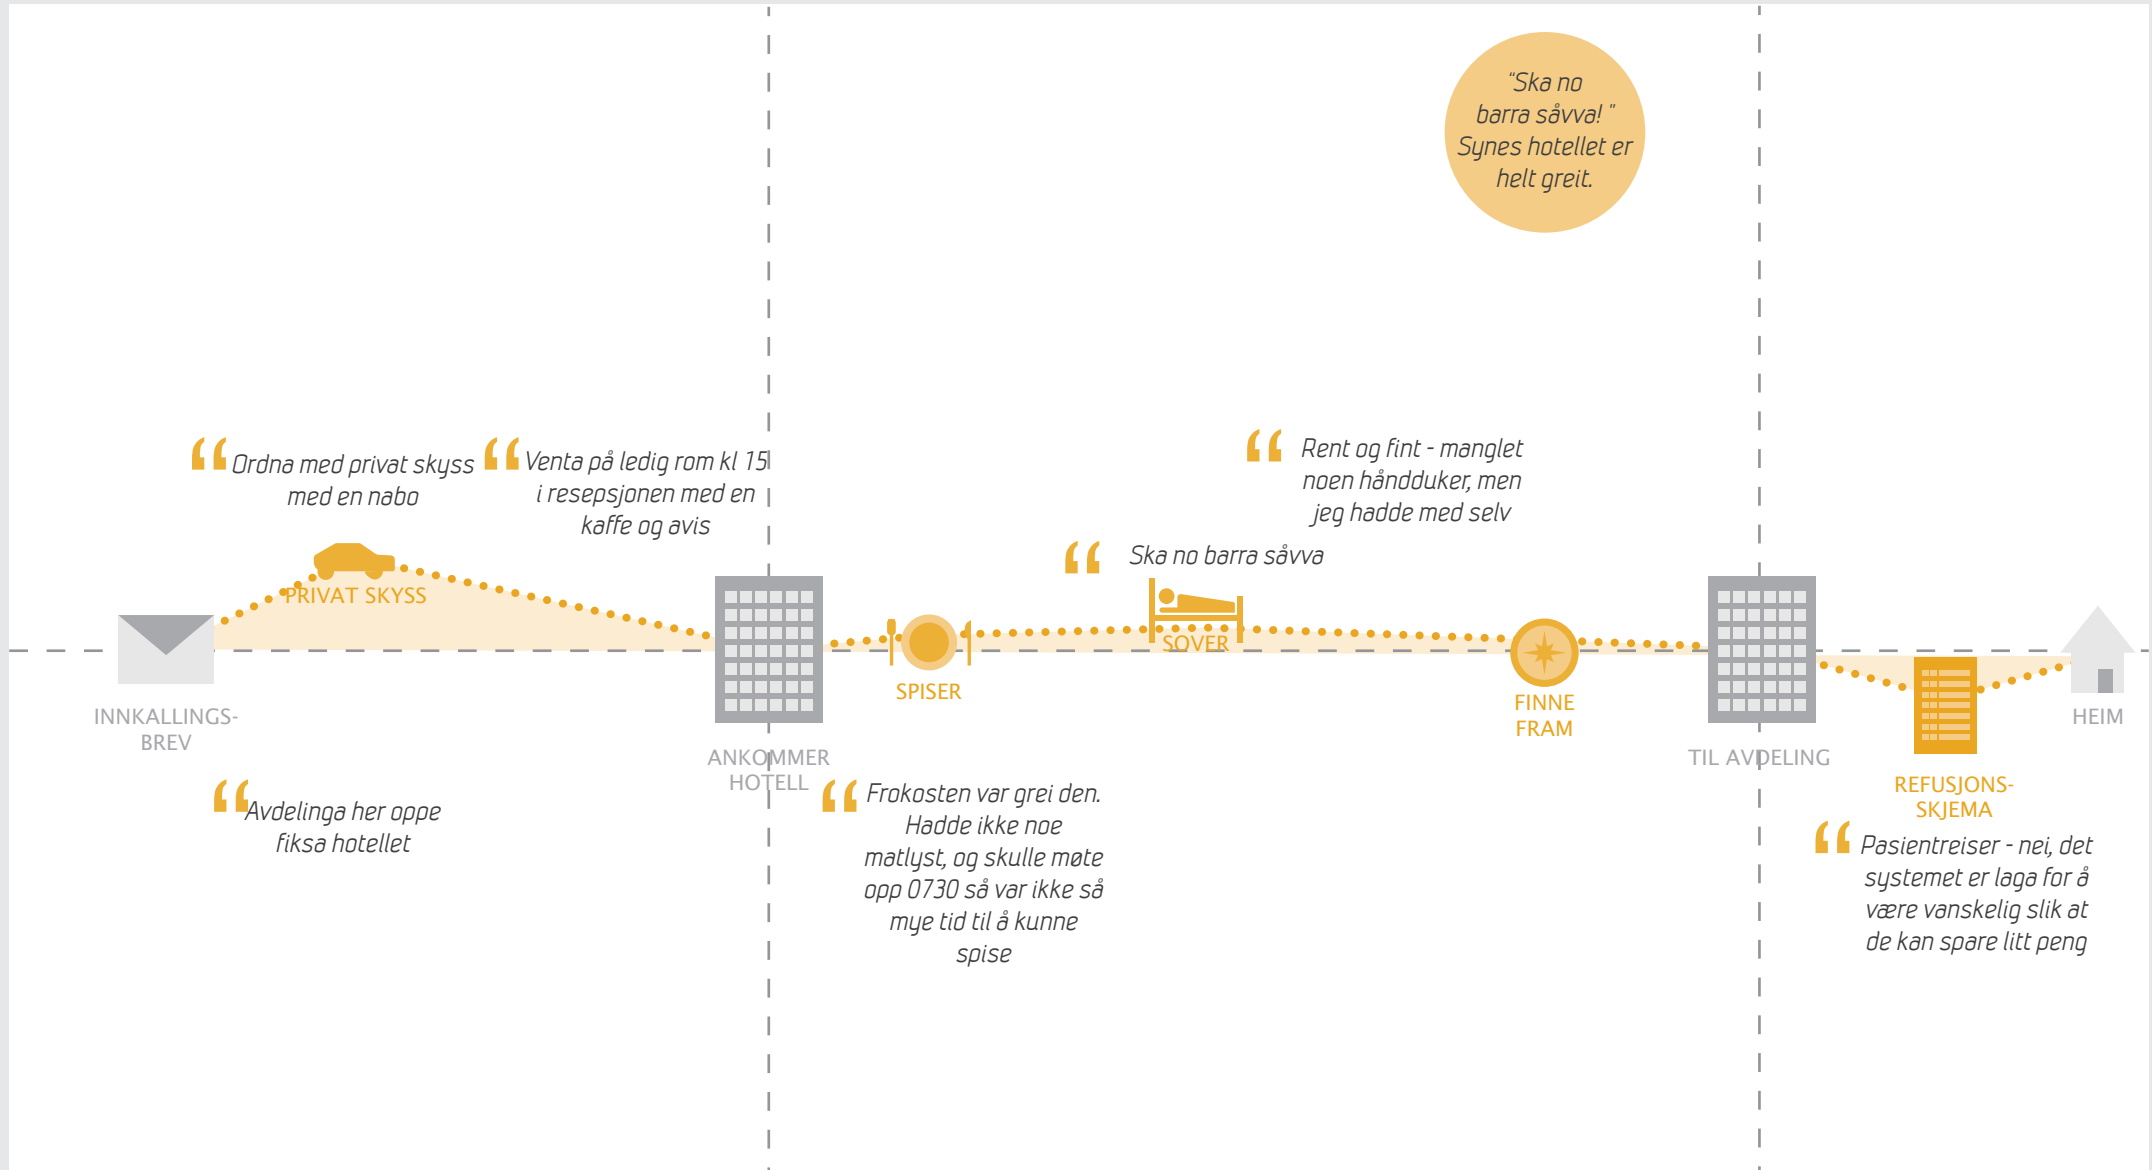 “Ska no
barra såvva! ”
Synes hotellet er
helt greit.
Ordna med privat skyss
med en nabo
Venta på ledig rom kl 15
i resepsjonen med en
kaffe og avis
Rent og fint - manglet
noen håndduker, men
jeg hadde med selv
Ska no barra såvva
PRIVAT SKYSS
SOVER
SPISER
FINNE
FRAM
INNKALLINGS-
BREV
ANKOMMER
HOTELL
TIL AVDELING
HEIM
REFUSJONS-
SKJEMA
Avdelinga her oppe
fiksa hotellet
Frokosten var grei den.
Hadde ikke noe
matlyst, og skulle møte
opp 0730 så var ikke så
mye tid til å kunne
spise
Pasientreiser - nei, det
systemet er laga for å
være vanskelig slik at
de kan spare litt peng